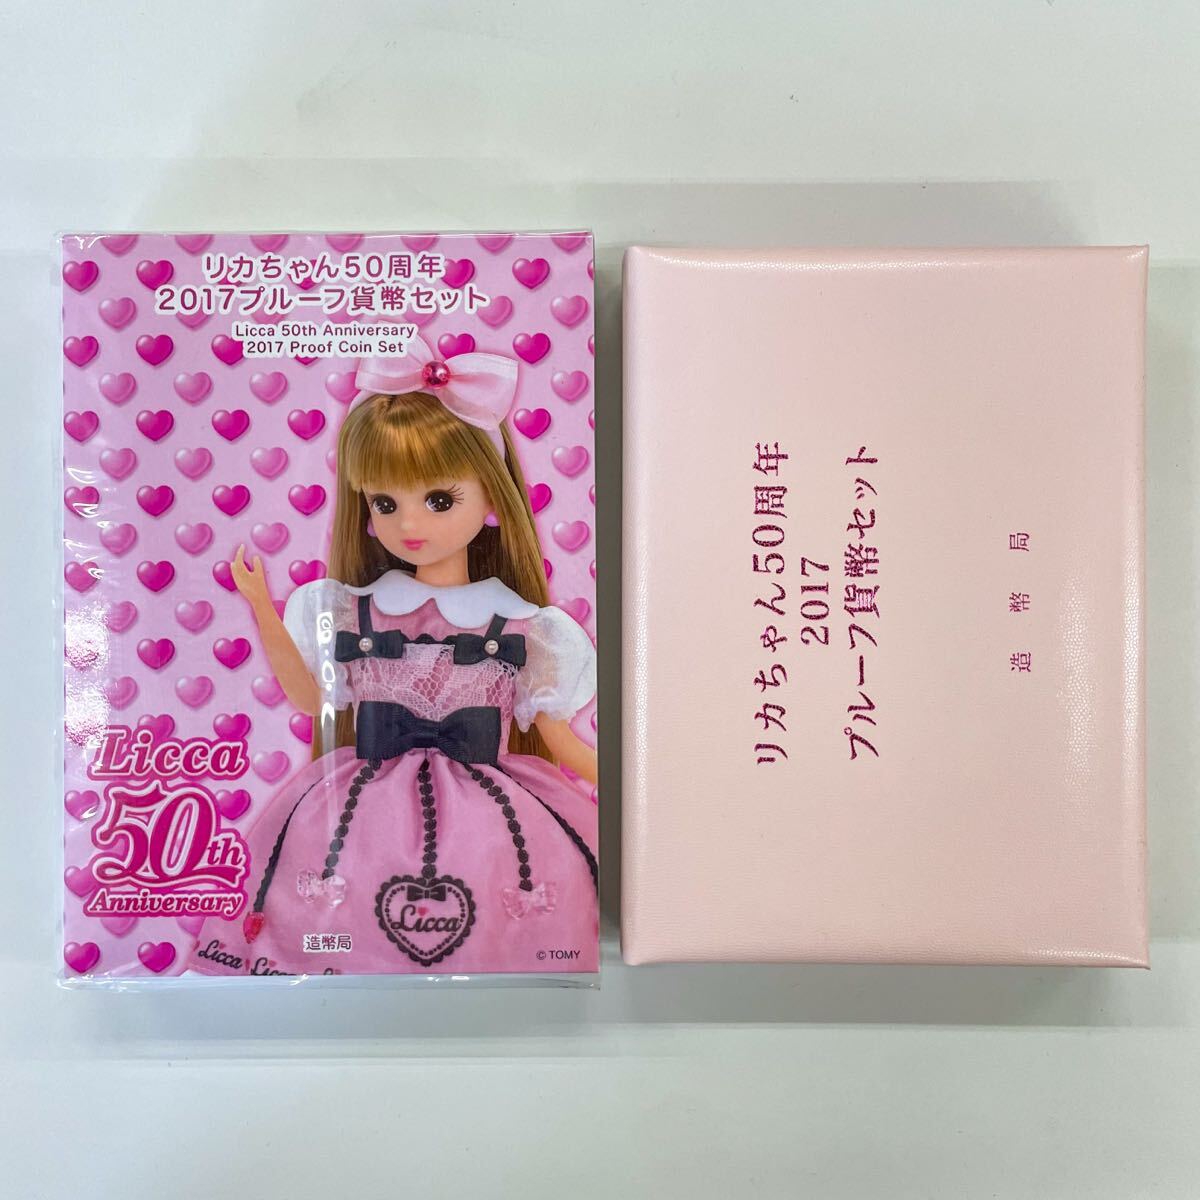 リカちゃん50周年
2017プルーフ貨幣セット
Licca 50th Anniversary
2017 Proof Coin Set
Licca
50th
Anniversary
Licca
Licca Licca Licca
造幣局
© TOMY
リカちゃん50周年
2017
プルーフ貨幣セット
造幣局